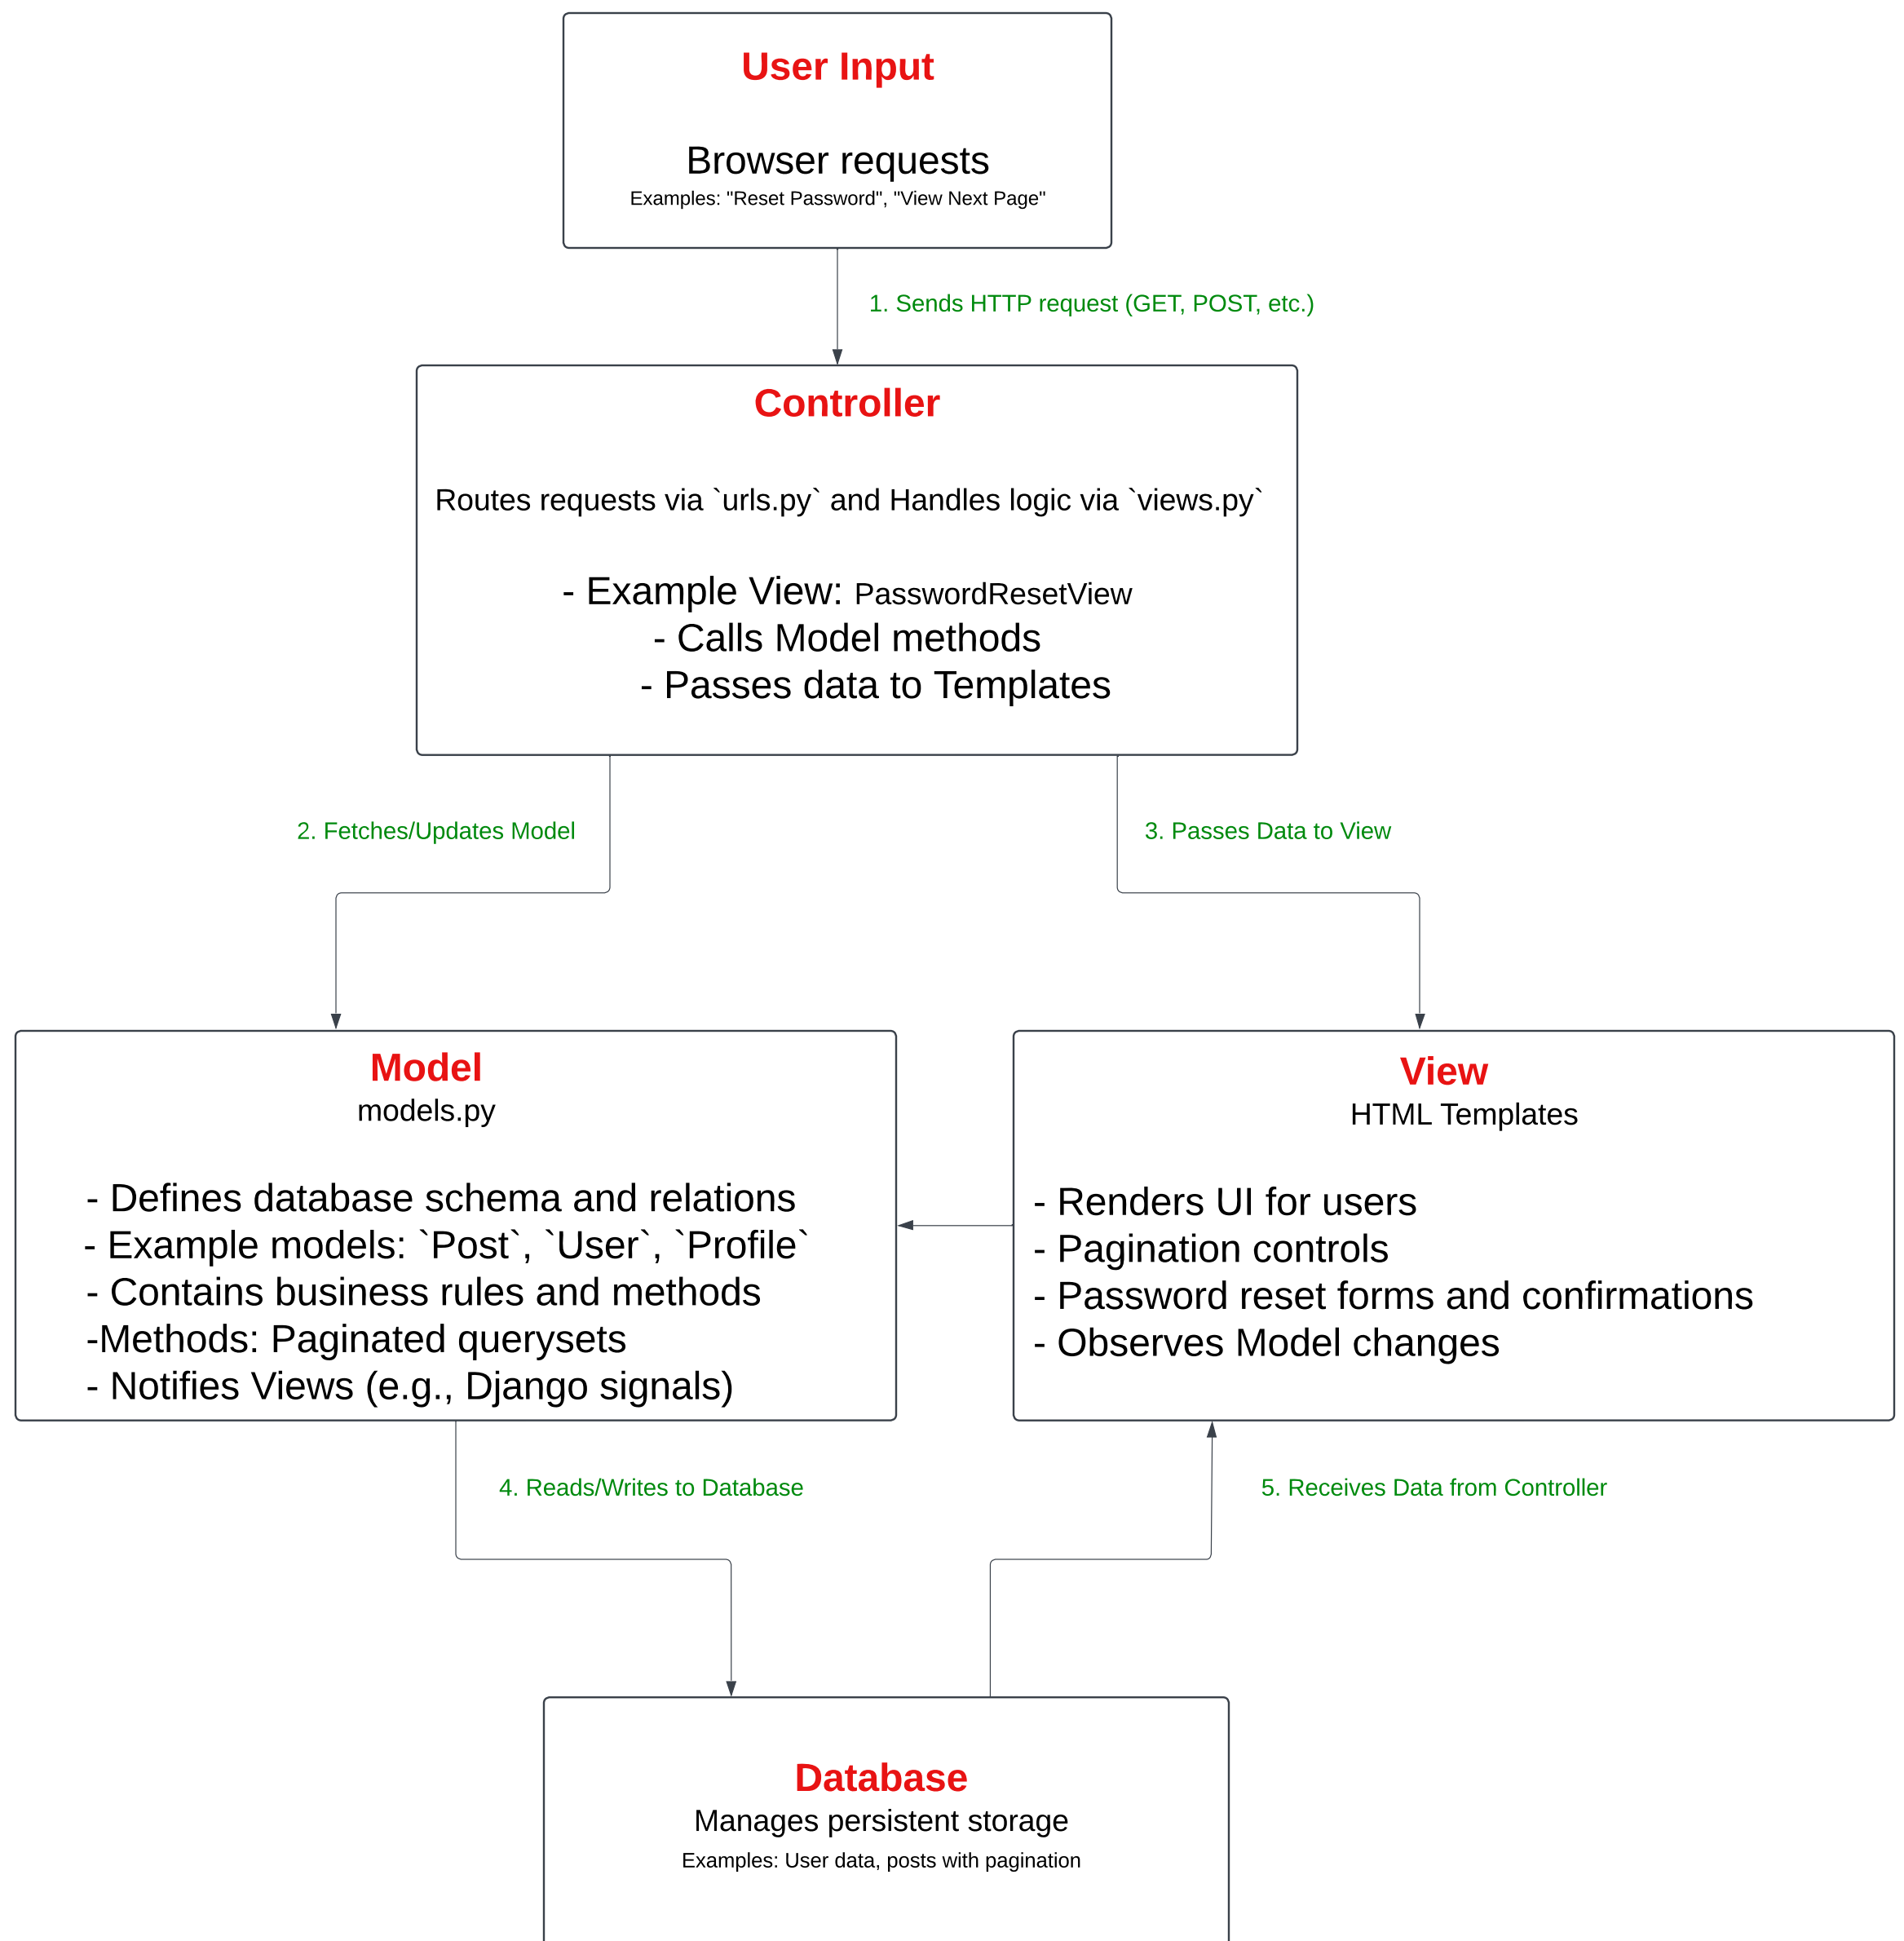 User Input
Browser requests
Examples: "Reset Password", "View Next Page"
1. Sends HTTP request (GET, POST, etc.)
Controller
Routes requests via `urls.py` and Handles logic via `views.py`
- Example View: PasswordResetView
- Calls Model methods
- Passes data to Templates
2. Fetches/Updates Model
3. Passes Data to View
Model
models.py
- Defines database schema and relations
- Example models: `Post`, `User`, `Profile`
- Contains business rules and methods
-Methods: Paginated querysets
- Notifies Views (e.g., Django signals)
View
HTML Templates
- Renders UI for users
- Pagination controls
- Password reset forms and confirmations
- Observes Model changes
4. Reads/Writes to Database
5. Receives Data from Controller
Database
Manages persistent storage
Examples: User data, posts with pagination